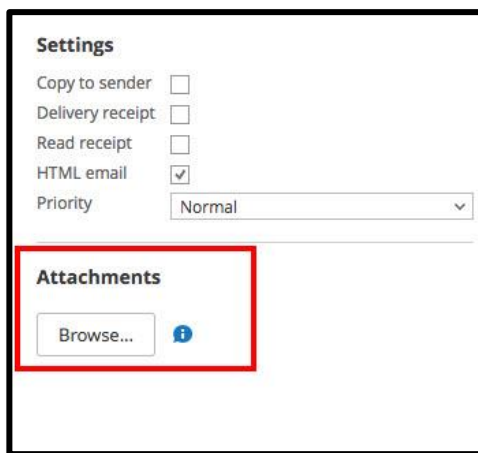 Settings
Copy to sender
Delivery receipt
Read receipt
HTML email
Priority Normal
Attachments
Browse...